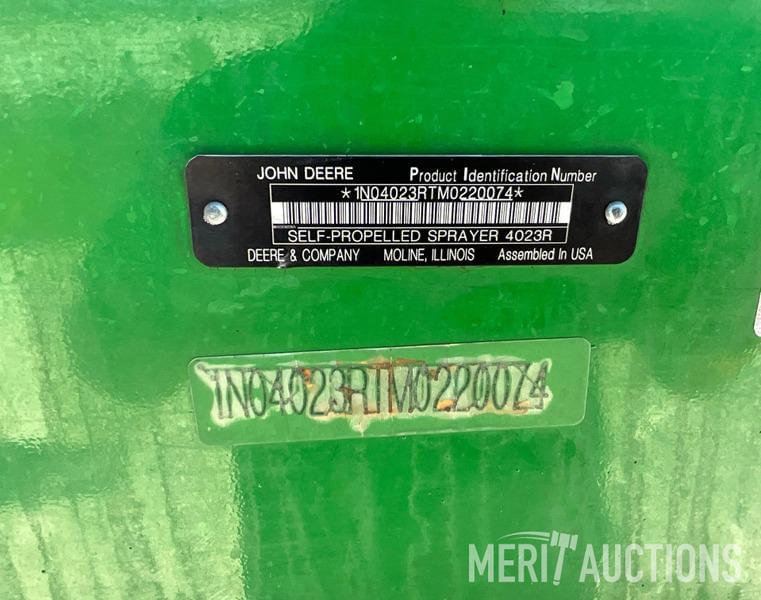 JOHN DEERE Product Identification Number
*1N04023RTM0220074*
SELF-PROPELLED SPRAYER 4023R
DEERE & COMPANY MOLINE, ILLINOIS Assembled In USA
1N04023RTM0220074
MERIT AUCTIONS